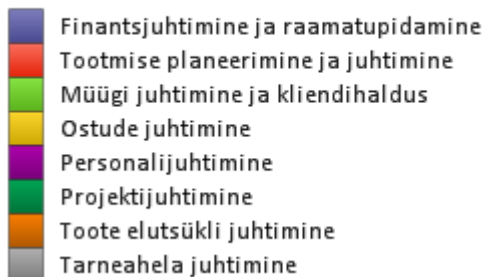 Finantsjuhtimine ja raamatupidamine
Tootmise planeerimine ja juhtimine
Müügi juhtimine ja kliendihaldus
Ostude juhtimine
Personalijuhtimine
Projektijuhtimine
Toote elutsükli juhtimine
Tarneahela juhtimine